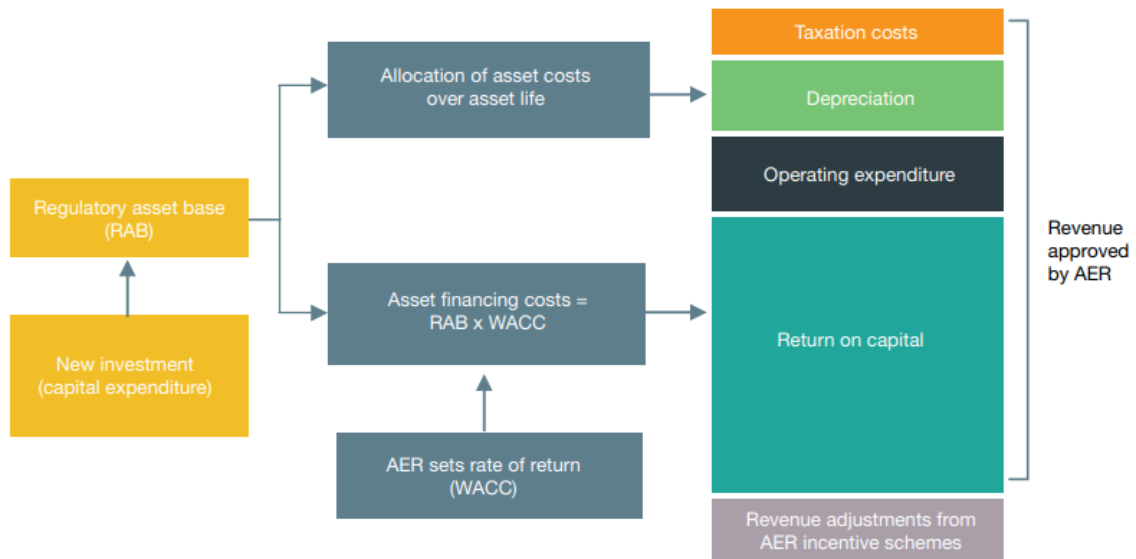 Taxation costs
Allocation of asset costs
over asset life
Depreciation
Operating expenditure
Regulatory asset base
(RAB)
Revenue
approved
by AER
Asset financing costs =
RAB x WACC
Return on capital
New investment
(capital expenditure)
AER sets rate of return
(WACC)
Revenue adjustments from
AER incentive schemes